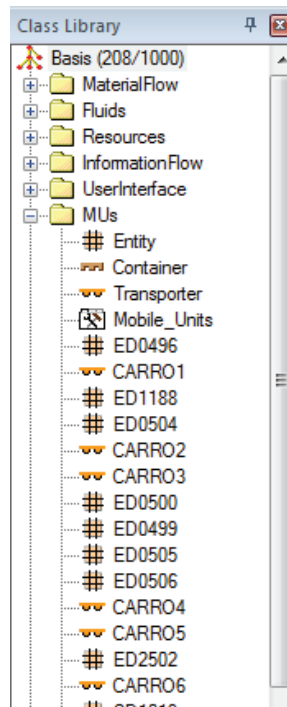 Class Library
Basis (208/1000)
MaterialFlow
Fluids
Resources
InformationFlow
UserInterface
MUs
Entity
Container
Transporter
Mobile_Units
ED0496
CARRO1
ED1188
ED0504
CARRO2
CARRO3
ED0500
ED0499
ED0505
ED0506
CARRO4
CARRO5
ED2502
CARRO6